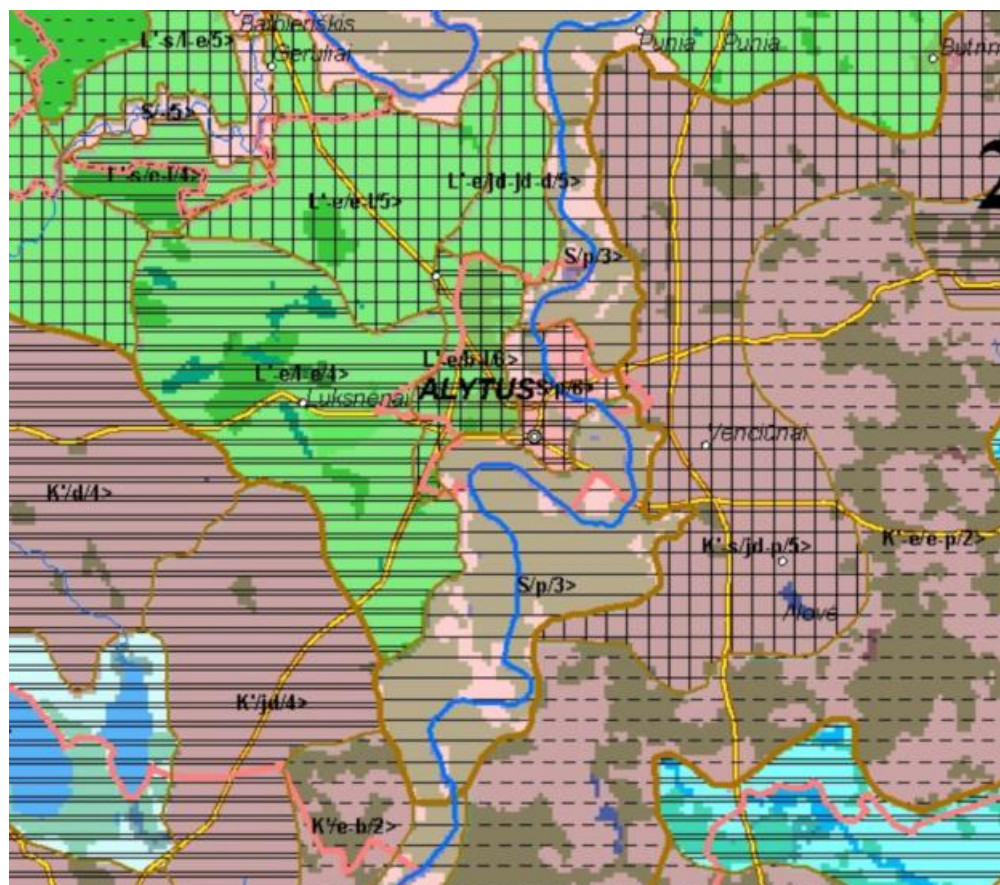 Balbieriškis
L'-s/l-e/5>
Geruliai
Punia
Punia
S/-/5>
L'-s/e-l/4>
L'-e/jd-jd-d/5>
L'-e/e-l/5>
2
S/p/3>
L'-e/b-l/6>
L'-e/l-e/4>
ALYTUS
S/p/6>
Luksnėnai
Venciūnai
K'/d/4>
K'-s/jd-p/5>
K'-e/e-p/2>
S/p/3>
Alovė
K'/jd/4>
K'/e-b/2>